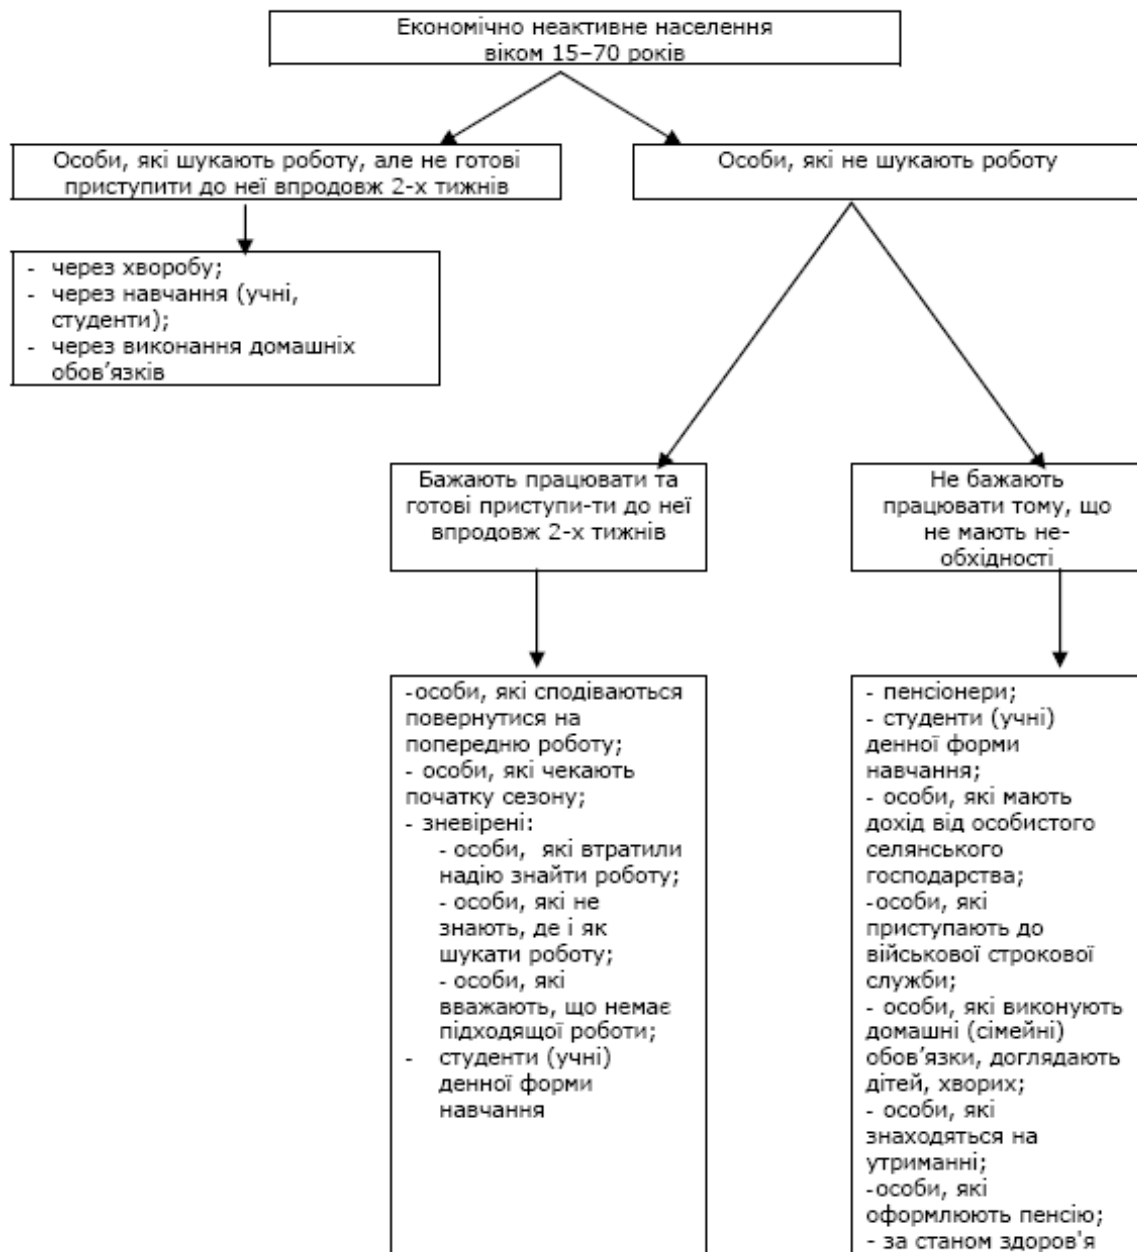 Економічно неактивне населення
віком 15–70 років
Особи, які шукають роботу, але не готові
приступити до неї впродовж 2-х тижнів
Особи, які не шукають роботу
- через хворобу;
- через навчання (учні,
студенти);
- через виконання домашніх
обов’язків
Бажають працювати та
готові приступи-ти до неї
впродовж 2-х тижнів
Не бажають
працювати тому, що
не мають не-
обхідності
-особи, які сподіваються
повернутися на
попередню роботу;
- особи, які чекають
початку сезону;
- зневірені:
- особи, які втратили
надію знайти роботу;
- особи, які не
знають, де і як
шукати роботу;
- особи, які
вважають, що немає
підходящої роботи;
- студенти (учні)
денної форми
навчання
- пенсіонери;
- студенти (учні)
денної форми
навчання;
- особи, які мають
дохід від особистого
селянського
господарства;
-особи, які
приступають до
військової строкової
служби;
- особи, які виконують
домашні (сімейні)
обов’язки, доглядають
дітей, хворих;
- особи, які
знаходяться на
утриманні;
-особи, які
оформлюють пенсію;
- за станом здоров'я